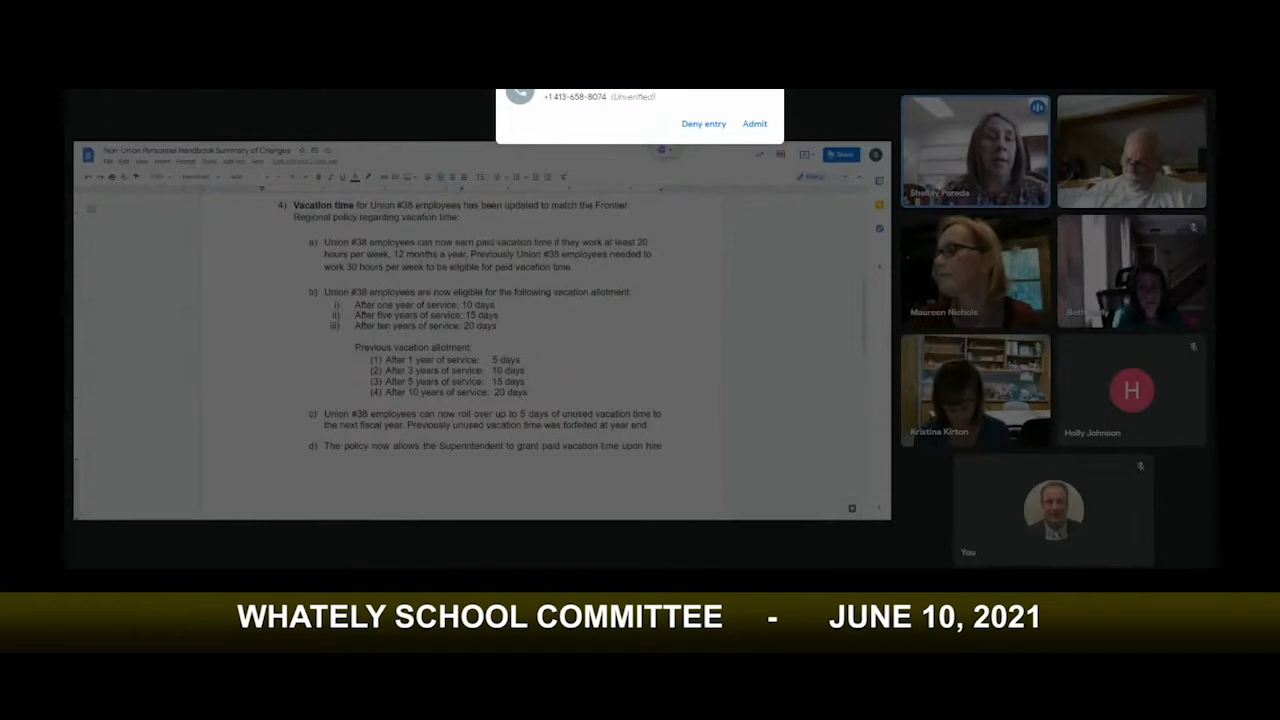 +1 413-658-8074 (Unverified)
Deny entry Admit
Non-Union Personnel Handbook Summary of Changes
File Edit View Insert Format Tools Add-ons Help
Share
4) Vacation time for Union #38 employees has been updated to match the Frontier
Regional policy regarding vacation time:
a) Union #38 employees can now earn paid vacation time if they work at least 20
hours per week, 12 months a year. Previously Union #38 employees needed to
work 30 hours per week to be eligible for paid vacation time.
b) Union #38 employees are now eligible for the following vacation allotment:
i) After one year of service: 10 days
ii) After five years of service: 15 days
iii) After ten years of service: 20 days
Previous vacation allotment:
(1) After 1 year of service: 5 days
(2) After 3 years of service: 10 days
(3) After 5 years of service: 15 days
(4) After 10 years of service: 20 days
c) Union #38 employees can now roll over up to 5 days of unused vacation time to
the next fiscal year. Previously unused vacation time was forfeited at year end
d) The policy now allows the Superintendent to grant paid vacation time upon hire
Shelley Poreda
Maureen Nichols
Kristina Kirton
H
Holly Johnson
You
WHATELY SCHOOL COMMITTEE - JUNE 10, 2021